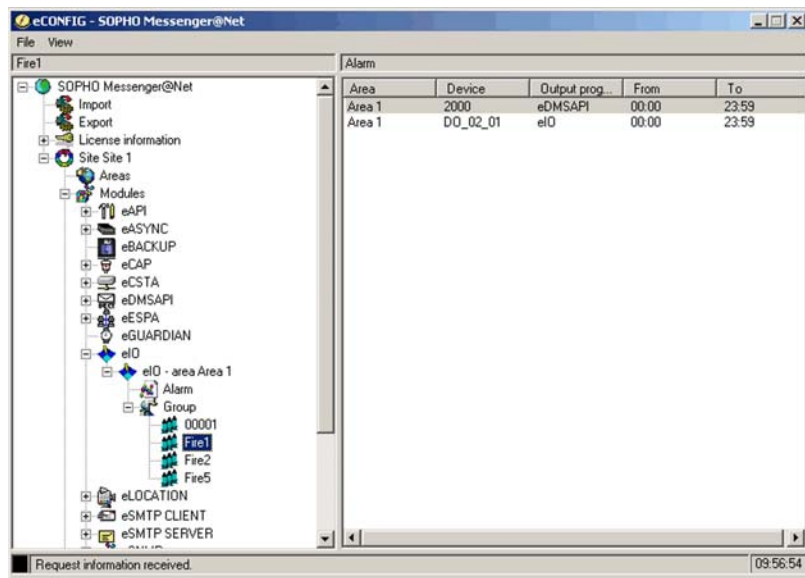 eCONFIG - SOPHO Messenger@Net
File View
Fire1
Alarm
SOPHO Messenger@Net
Import
Export
License information
Site Site 1
Areas
Modules
eAPI
eASYNC
eBACKUP
eCAP
eCSTA
eDMSAPI
eESPA
eGUARDIAN
eIO
eIO - area Area 1
Alarm
Group
00001
Fire1
Fire2
Fire5
eLOCATION
eSMTP CLIENT
eSMTP SERVER
Area Device Output prog... From To
Area 1 2000 eDMSAPI 00:00 23:59
Area 1 DO_02_01 eIO 00:00 23:59
Request information received.
09:56:54